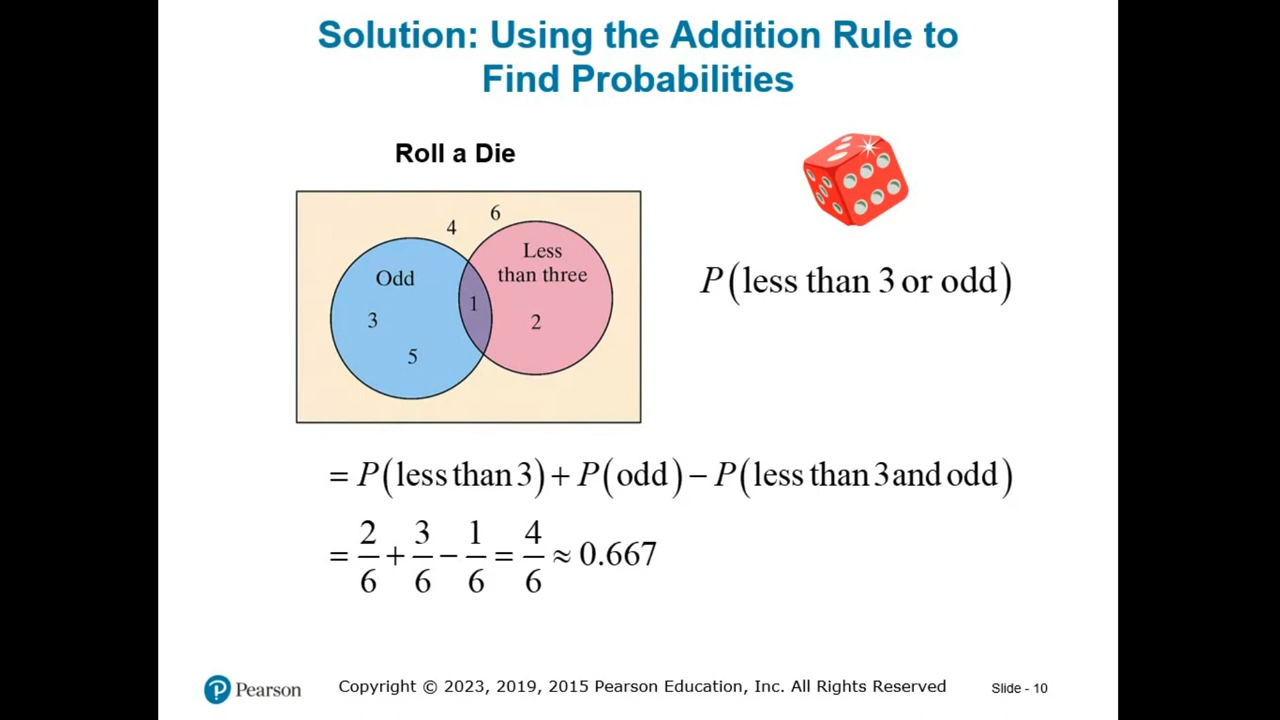 Solution: Using the Addition Rule to
Find Probabilities
Roll a Die
6
4
Less
than three
Odd
1
3
2
5
P(less than 3 or odd)
= P(less than 3) + P(odd) − P(less than 3 and odd)
= 2/6 + 3/6 − 1/6 = 4/6 ≈ 0.667
P Pearson
Copyright © 2023, 2019, 2015 Pearson Education, Inc. All Rights Reserved
Slide - 10